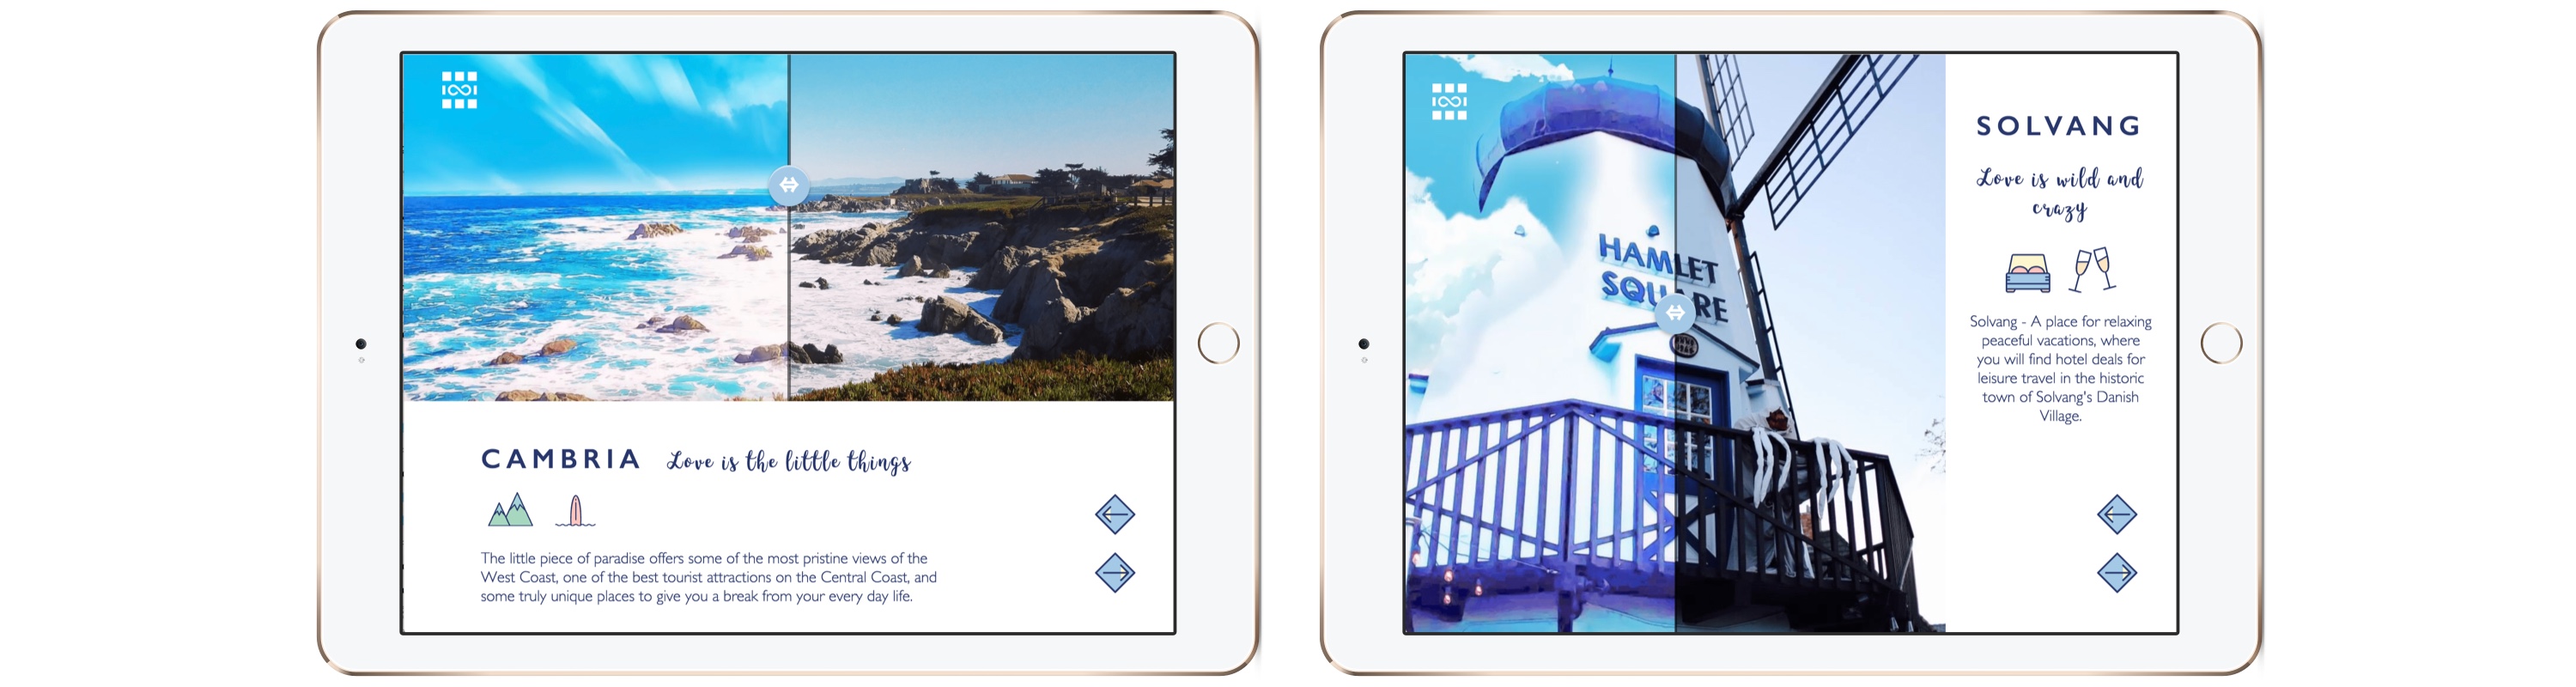 CAMBRIA Love is the little things
The little piece of paradise offers some of the most pristine views of the
West Coast, one of the best tourist attractions on the Central Coast, and
some truly unique places to give you a break from your every day life.
HAMLET
SQUARE
SOLVANG
Love is wild and
crazy
Solvang - A place for relaxing
peaceful vacations, where
you will find hotel deals for
leisure travel in the historic
town of Solvang's Danish
Village.